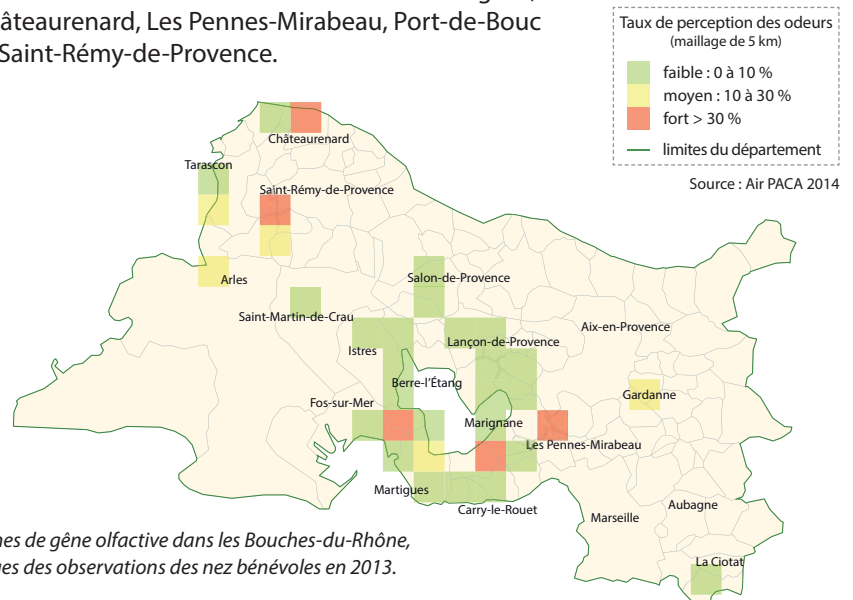 âteaurenard, Les Pennes-Mirabeau, Port-de-Bouc
Saint-Rémy-de-Provence.
Taux de perception des odeurs
(maillage de 5 km)
faible : 0 à 10 %
moyen : 10 à 30 %
fort > 30 %
limites du département
Source : Air PACA 2014
Châteaurenard
Tarascon
Saint-Rémy-de-Provence
Arles
Salon-de-Provence
Saint-Martin-de-Crau
Aix-en-Provence
Lançon-de-Provence
Istres
Berre-l’Étang
Gardanne
Fos-sur-Mer
Marignane
Les Pennes-Mirabeau
Martigues
Carry-le-Rouet
Aubagne
Marseille
La Ciotat
nes de gêne olfactive dans les Bouches-du-Rhône,
ues des observations des nez bénévoles en 2013.